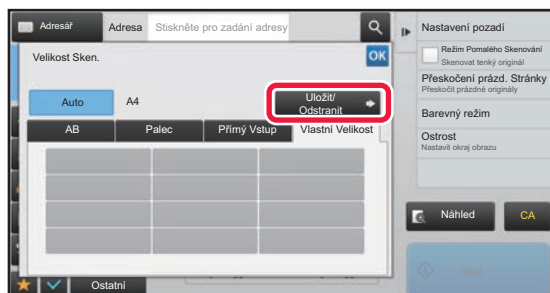 Adresář
Adresa
Stiskněte pro zadání adresy
Velikost Sken.
OK
Auto
A4
Uložit/
Odstranit
AB
Palec
Přímý Vstup
Vlastní Velikost
Ostatní
Nastavení pozadí
Režim Pomalého Skenování
Skenovat tenký originál
Přeskočení prázd. Stránky
Přeskočit prázdné originály
Barevný režim
Ostrost
Nastavit okraj obrazu
Náhled
CA
Start